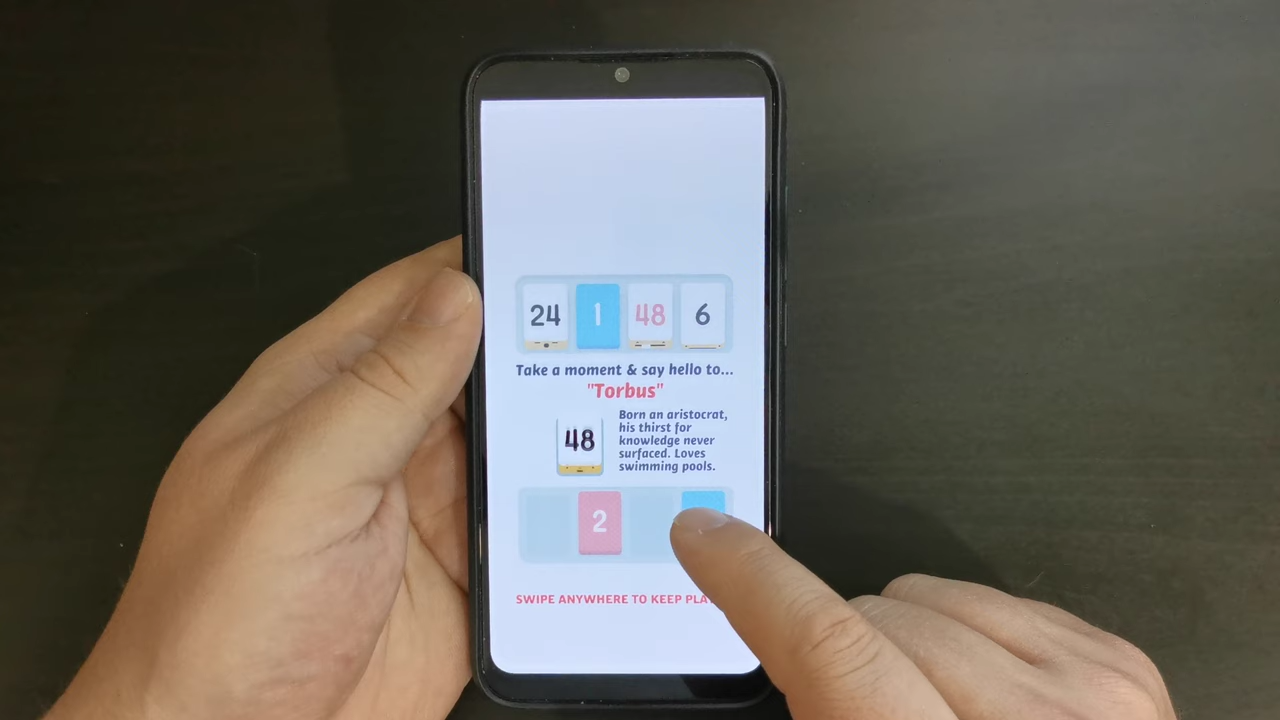 24 1 48 6
Take a moment & say hello to...
"Torbus"
48
Born an aristocrat,
his thirst for
knowledge never
surfaced. Loves
swimming pools.
2
SWIPE ANYWHERE TO KEEP